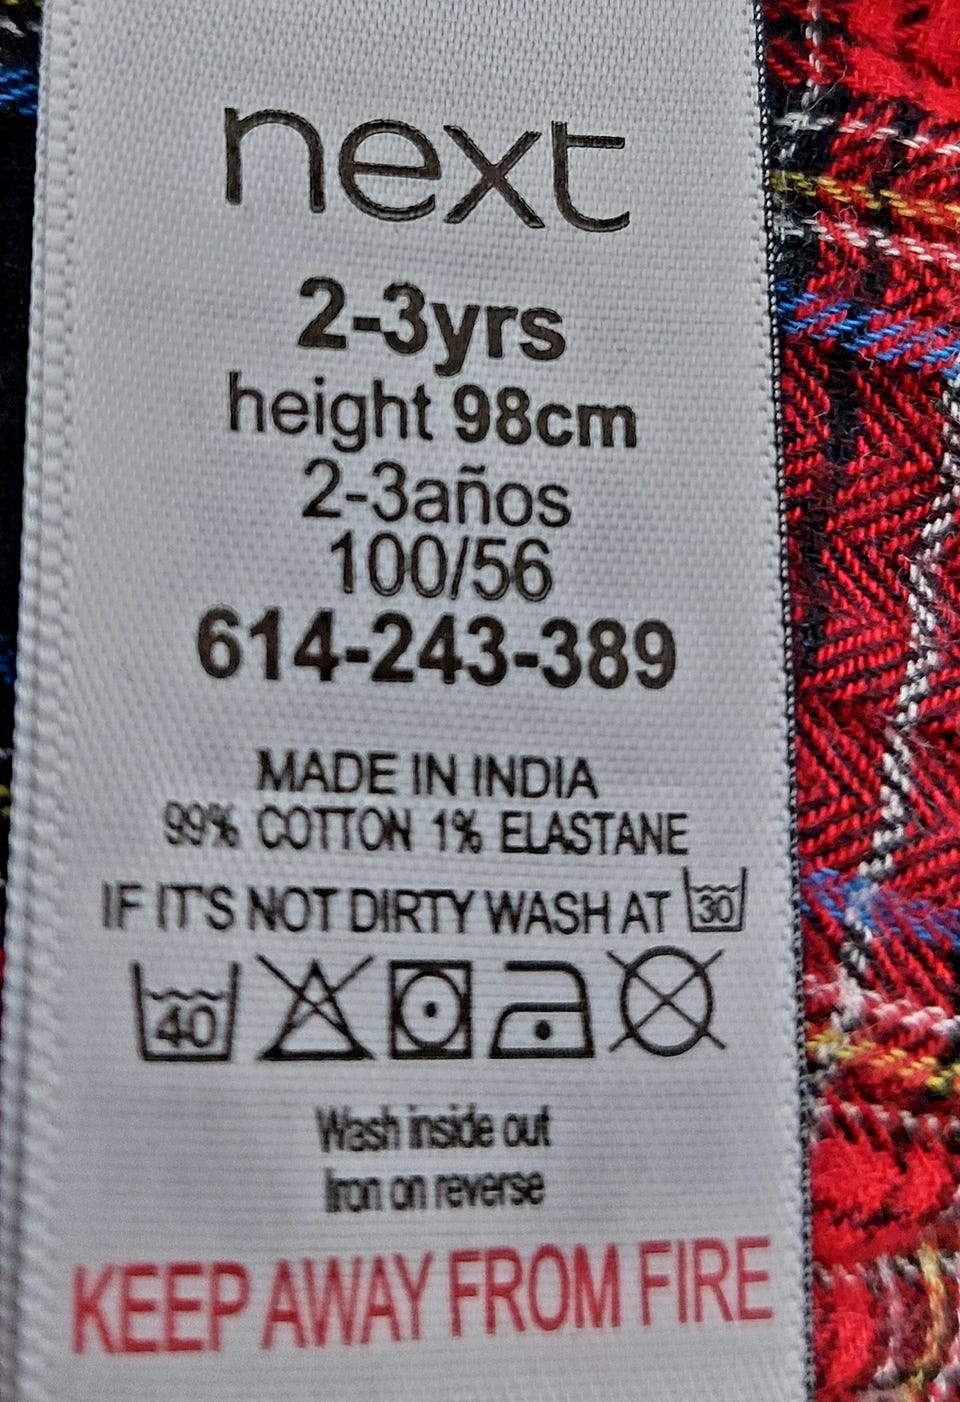 next
2-3yrs
height 98cm
2-3años
100/56
614-243-389
MADE IN INDIA
99% COTTON 1% ELASTANE
IF IT'S NOT DIRTY WASH AT 30
40
Wash inside out
Iron on reverse
KEEP AWAY FROM FIRE